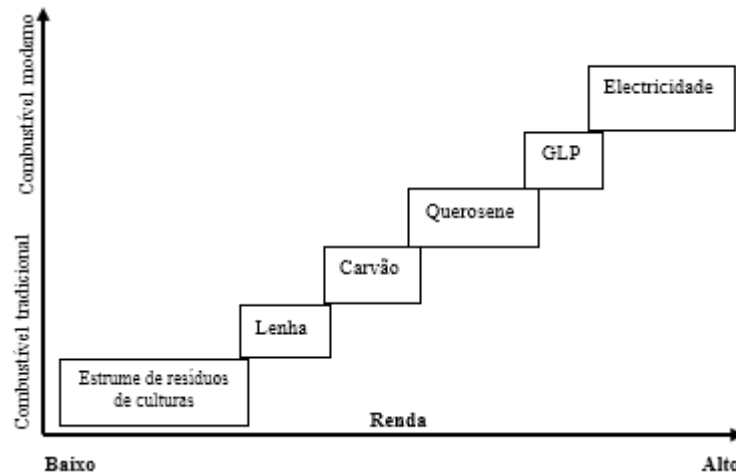 Combustível moderno
Combustível tradicional
Electricidade
GLP
Querosene
Carvão
Lenha
Estrume de resíduos
de culturas
Renda
Baixo
Alto